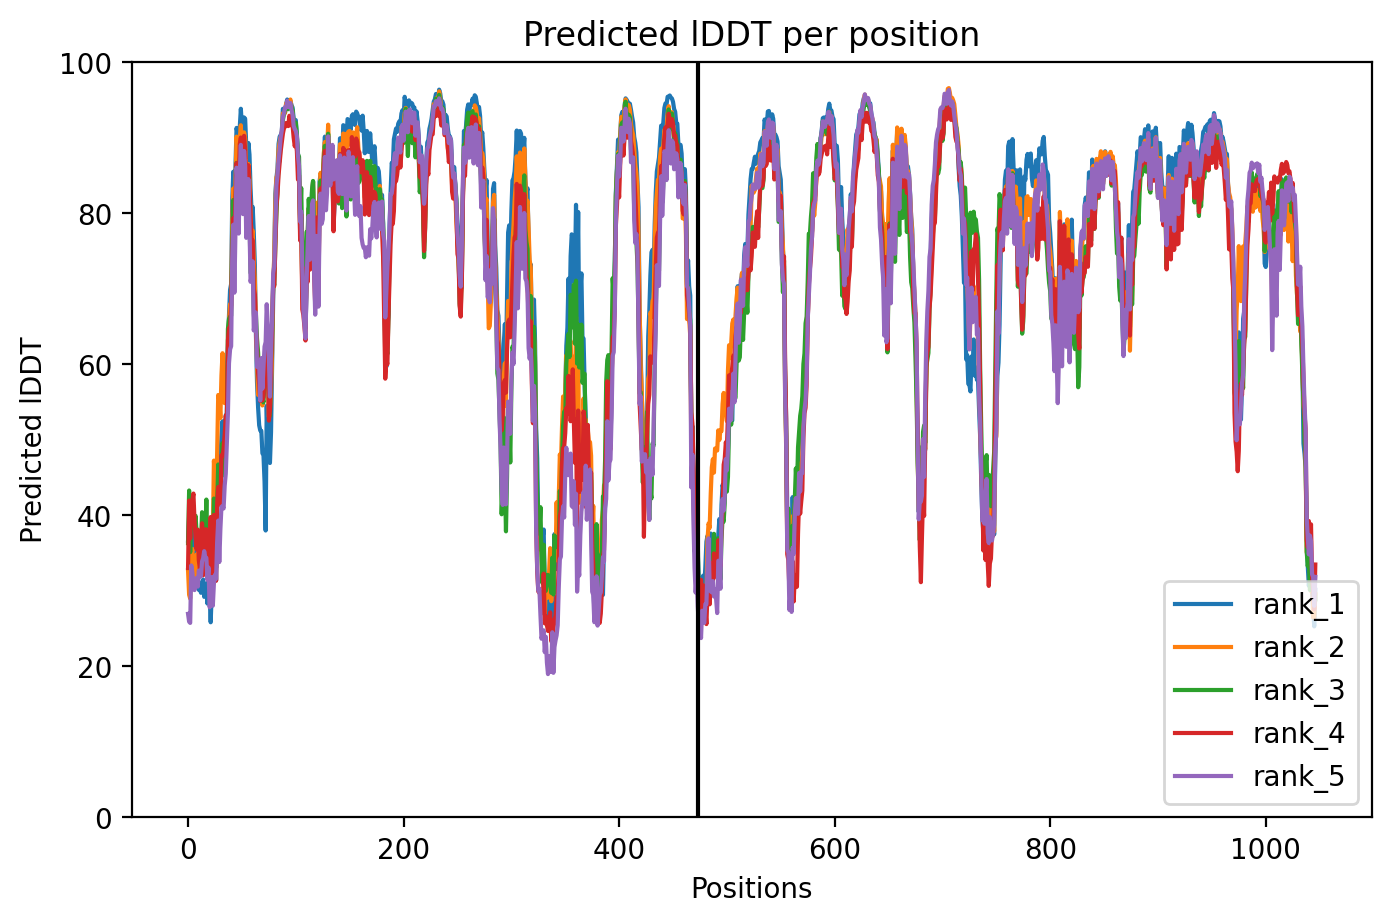 Predicted lDDT per position
Predicted lDDT
100
80
60
40
20
0
0 200 400 600 800 1000
Positions
rank_1
rank_2
rank_3
rank_4
rank_5